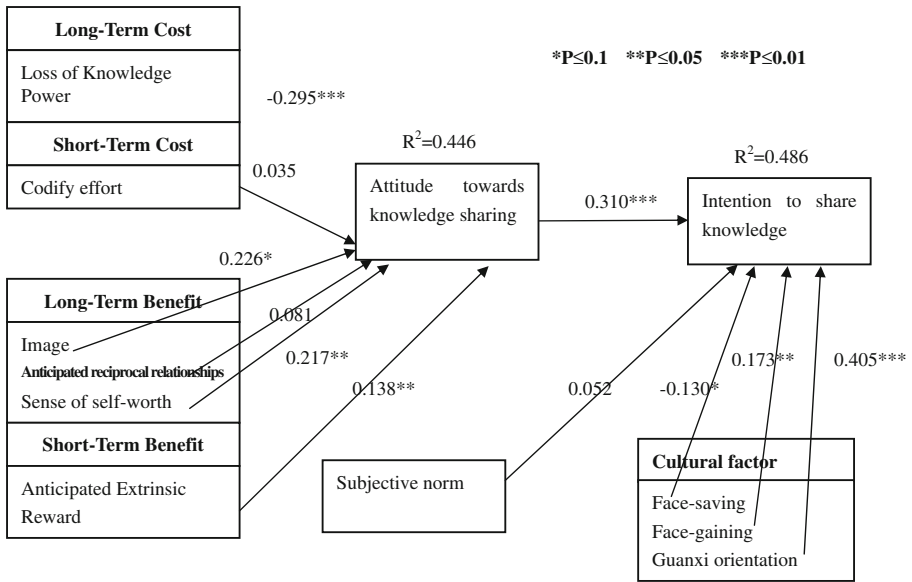 Long-Term Cost
Loss of Knowledge
Power
Short-Term Cost
Codify effort
-0.295***
0.035
*P≤0.1 **P≤0.05 ***P≤0.01
R²=0.446
Attitude towards
knowledge sharing
0.310***
R²=0.486
Intention to share
knowledge
0.226*
0.081
0.217**
0.138**
Long-Term Benefit
Image
Anticipated reciprocal relationships
Sense of self-worth
Short-Term Benefit
Anticipated Extrinsic
Reward
Subjective norm
0.052
-0.130*
0.173**
0.405***
Cultural factor
Face-saving
Face-gaining
Guanxi orientation